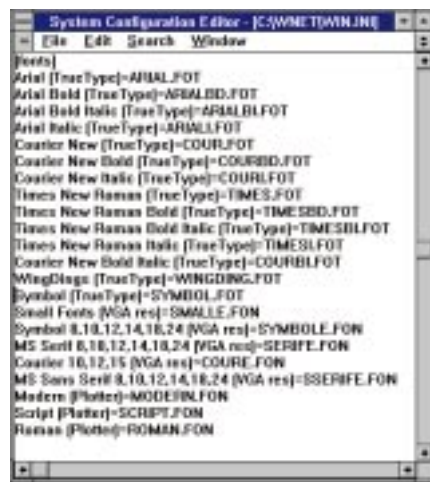 System Configuration Editor - [C:\WNET\WIN.INI]
File Edit Search Window
[fonts]
Arial (TrueType)=ARIAL.FOT
Arial Bold (TrueType)=ARIALBD.FOT
Arial Bold Italic (TrueType)=ARIALBI.FOT
Arial Italic (TrueType)=ARIALI.FOT
Courier New (TrueType)=COUR.FOT
Courier New Bold (TrueType)=COURBD.FOT
Courier New Italic (TrueType)=COURI.FOT
Times New Roman (TrueType)=TIMES.FOT
Times New Roman Bold (TrueType)=TIMESBD.FOT
Times New Roman Bold Italic (TrueType)=TIMESBI.FOT
Times New Roman Italic (TrueType)=TIMESI.FOT
Courier New Bold Italic (TrueType)=COURBI.FOT
WingDings (TrueType)=WINGDING.FOT
Symbol (TrueType)=SYMBOL.FOT
Small Fonts (VGA res)=SMALLE.FON
Symbol 8,10,12,14,18,24 (VGA res)=SYMBOLE.FON
MS Serif 8,10,12,14,18,24 (VGA res)=SERIFE.FON
Courier 10,12,15 (VGA res)=COURE.FON
MS Sans Serif 8,10,12,14,18,24 (VGA res)=SSERIFE.FON
Modern (Plotter)=MODERN.FON
Script (Plotter)=SCRIPT.FON
Roman (Plotter)=ROMAN.FON